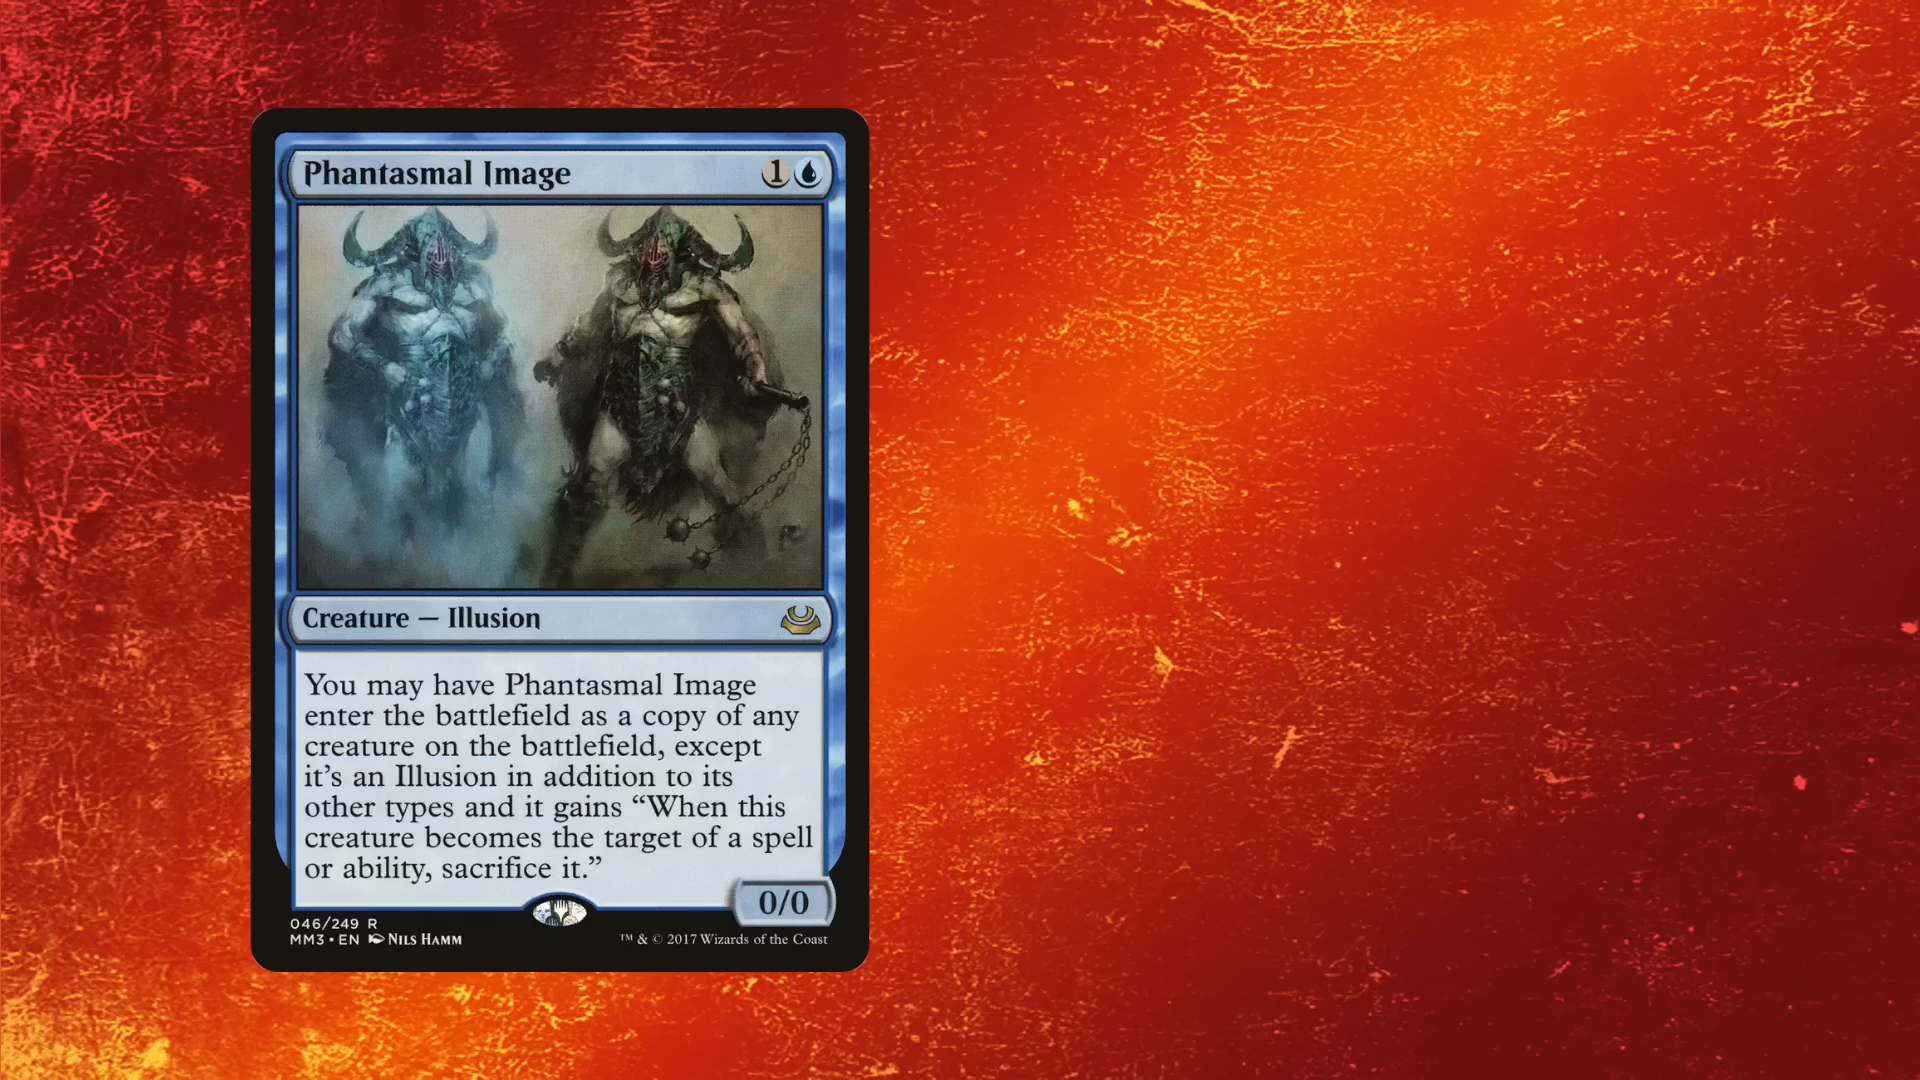 Phantasmal Image 1
Creature — Illusion
You may have Phantasmal Image
enter the battlefield as a copy of any
creature on the battlefield, except
it’s an Illusion in addition to its
other types and it gains “When this
creature becomes the target of a spell
or ability, sacrifice it.”
0/0
046/249 R
MM3 • EN Nils Hamm
™ & © 2017 Wizards of the Coast